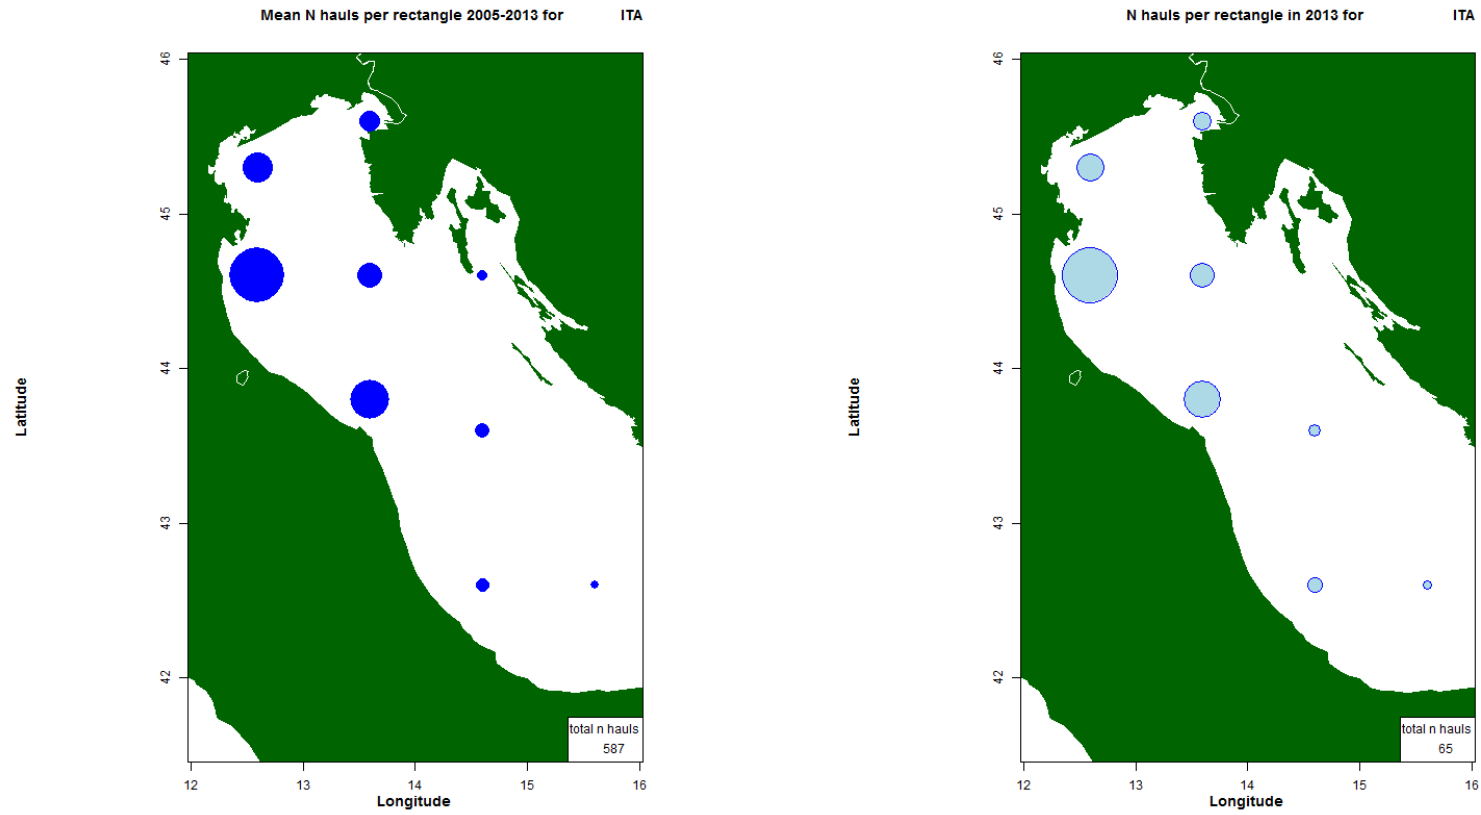 Mean N hauls per rectangle 2005-2013 for ITA
46
45
44
43
42
Latitude
total n hauls
587
12 13 14 15 16
Longitude
N hauls per rectangle in 2013 for ITA
46
45
44
43
42
Latitude
total n hauls
65
12 13 14 15 16
Longitude